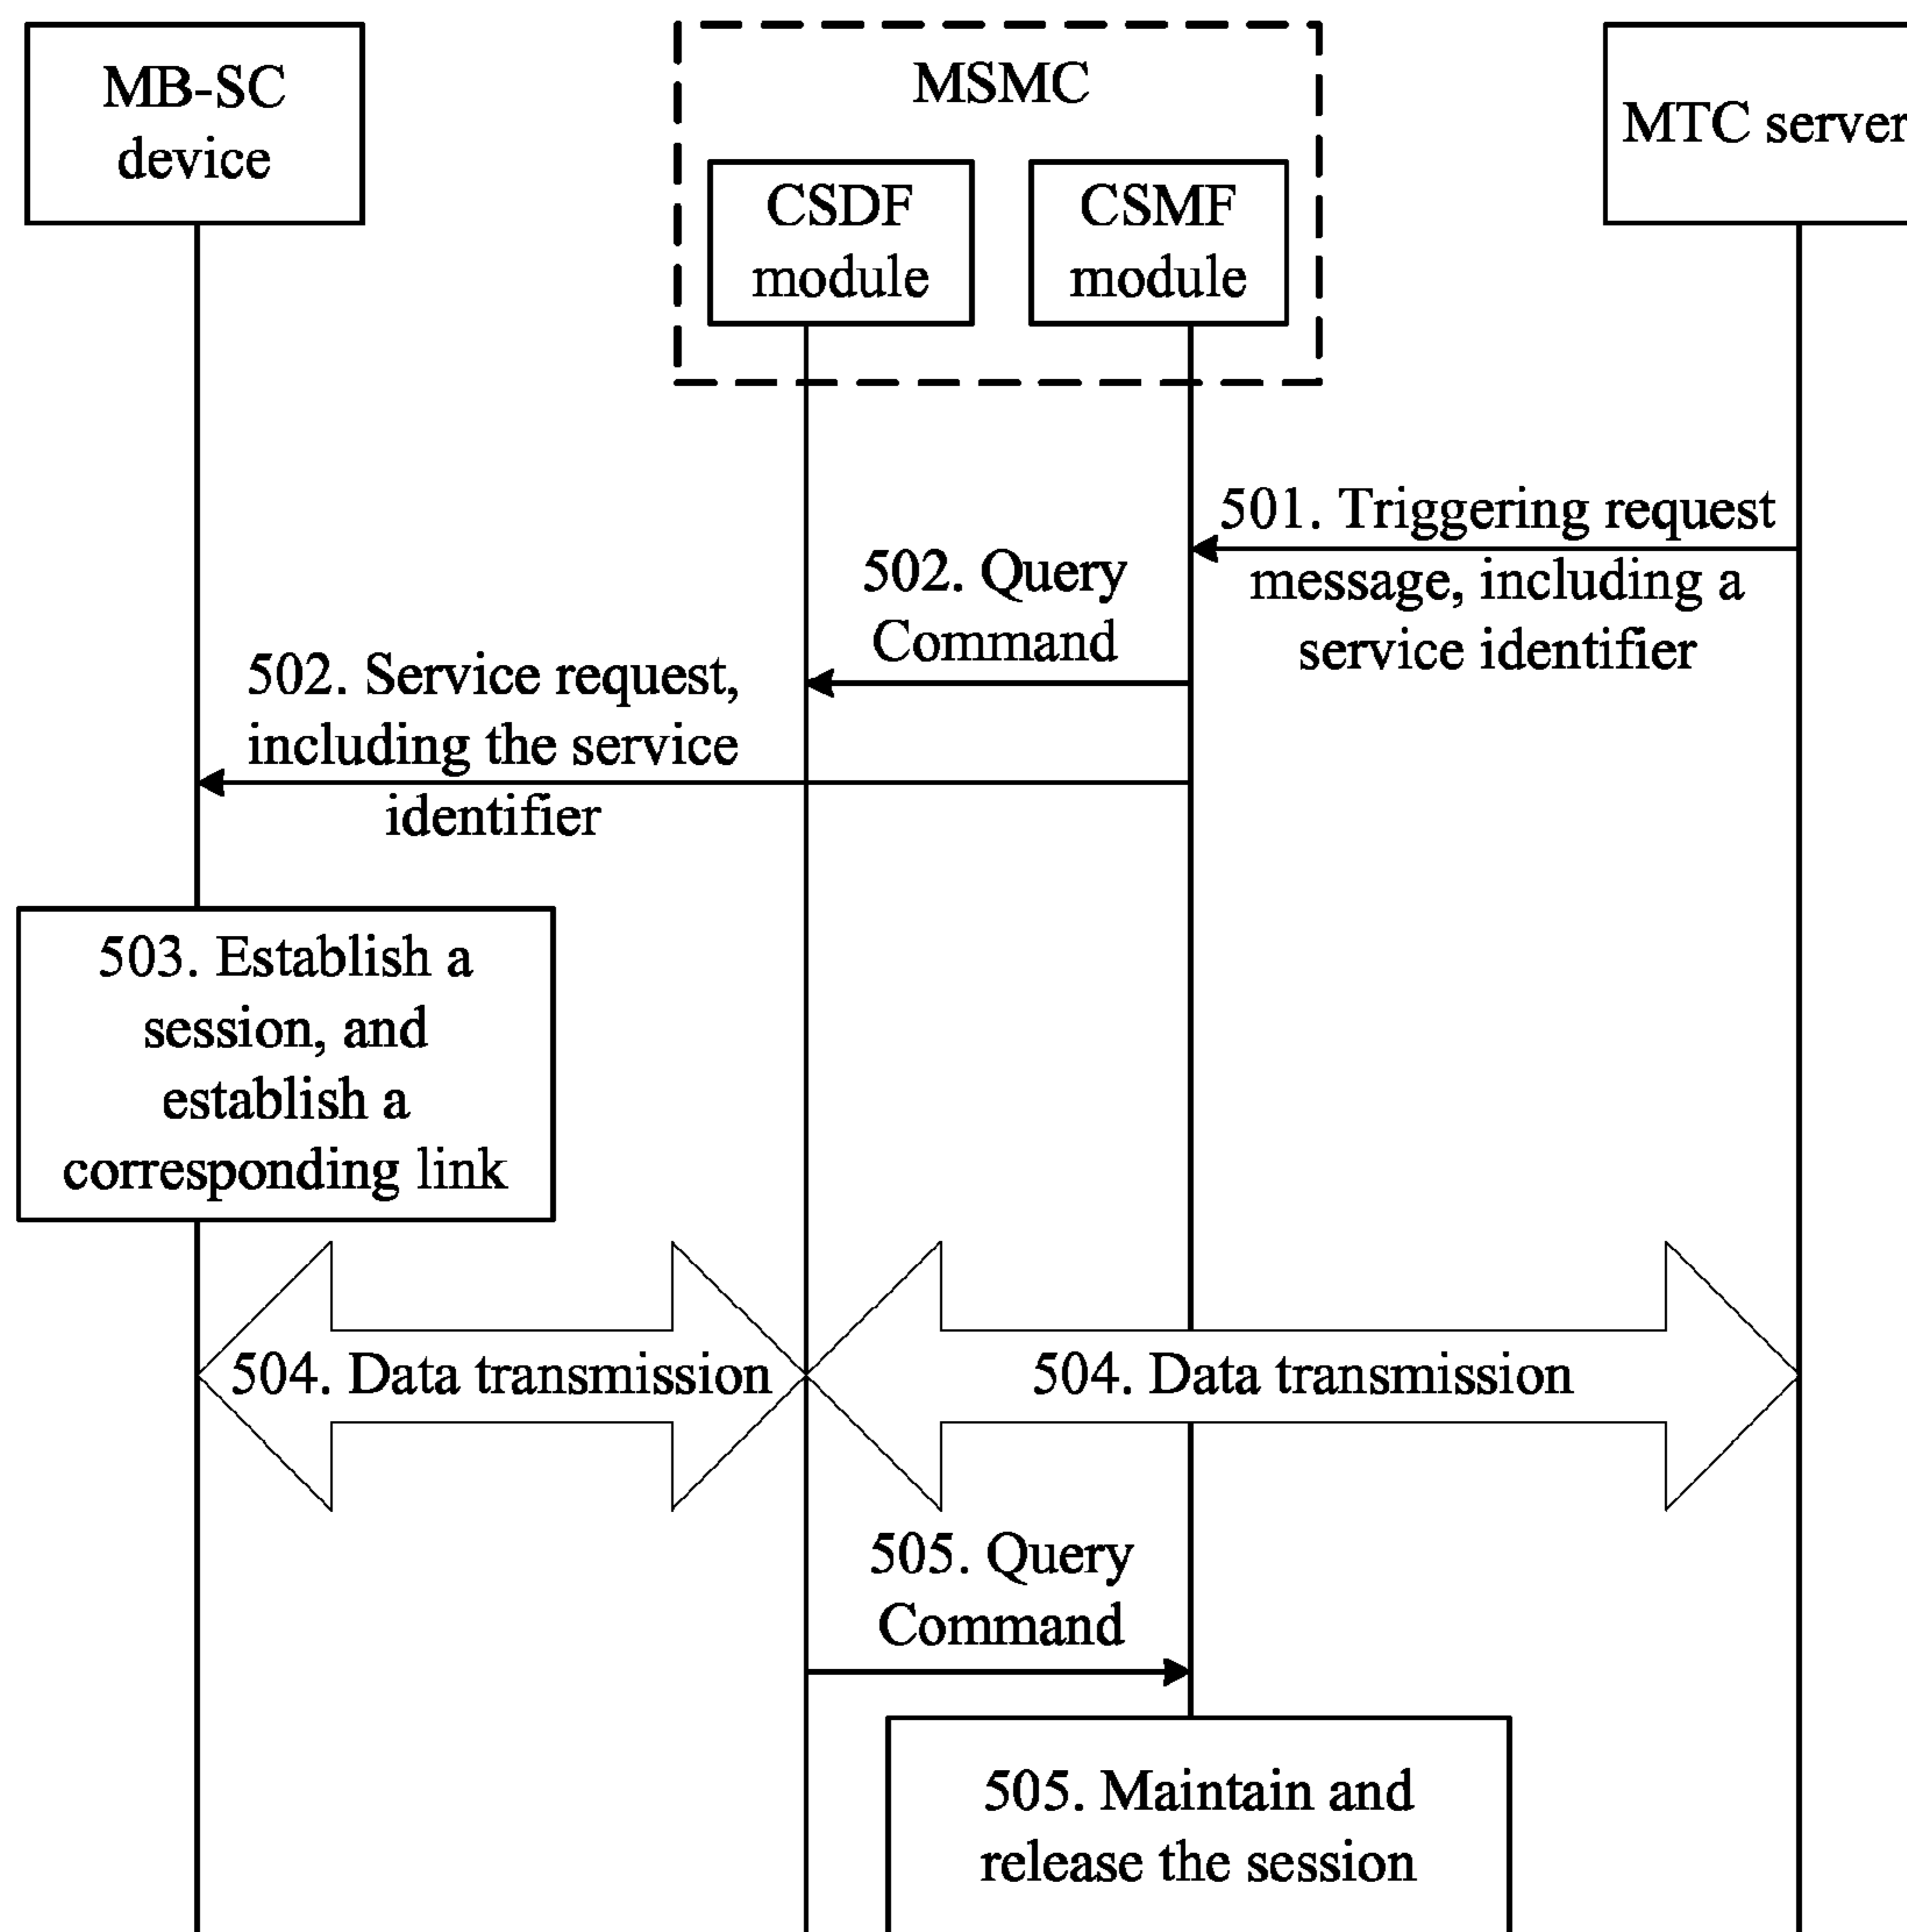 MB-SC
device
MSMC
CSDF
module
CSMF
module
MTC server
501. Triggering request
message, including a
service identifier
502. Query
Command
502. Service request,
including the service
identifier
503. Establish a
session, and
establish a
corresponding link
504. Data transmission
504. Data transmission
505. Query
Command
505. Maintain and
release the session